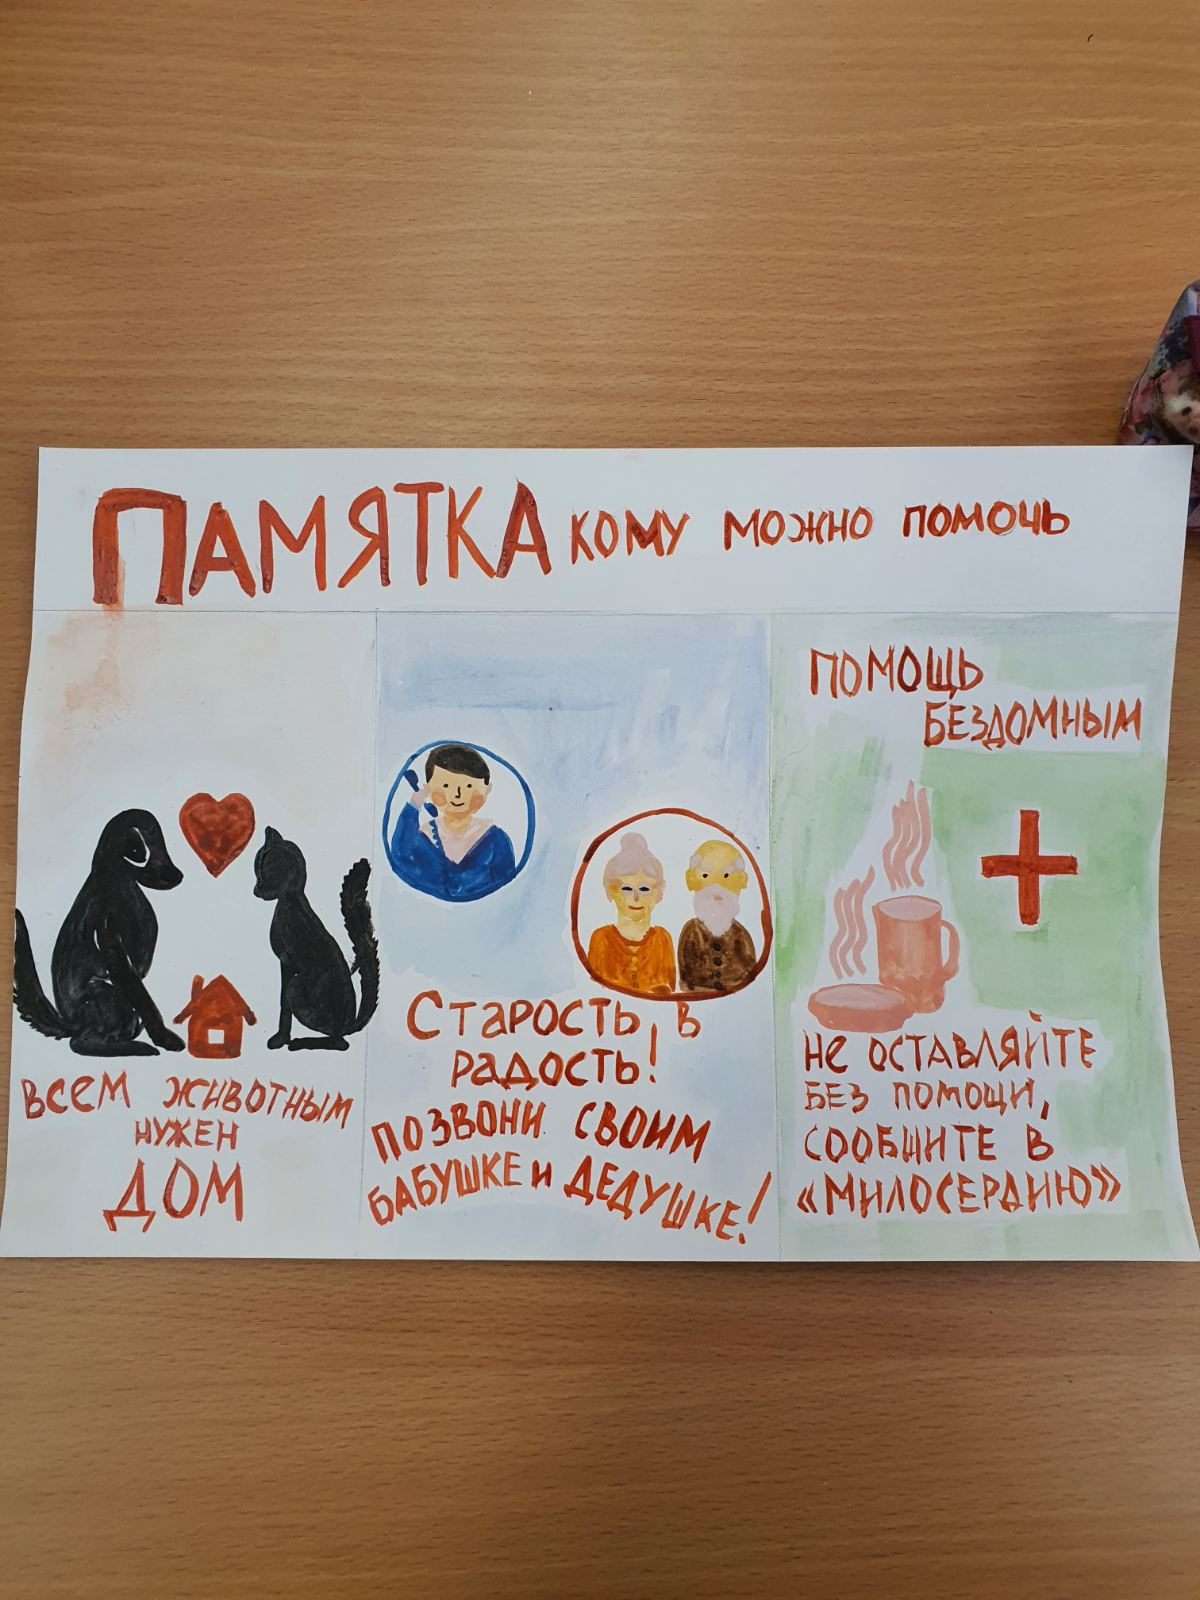 ПАМЯТКА кому можно помочь
Всем животным
нужен
ДОМ
Старость, в
радость!
позвони своим
бабушке и дедушке!
Помощь
бездомным
не оставляйте
без помощи,
сообщите в
«Милосердию»